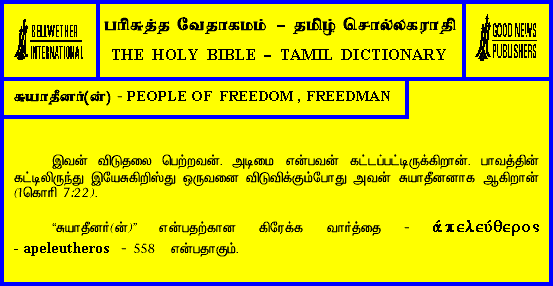 BELLWETHER
INTERNATIONAL
பரிசுத்த வேதாகமம் – தமிழ் சொல்லகராதி
THE HOLY BIBLE – TAMIL DICTIONARY
GOOD NEWS
PUBLISHERS
சுயாதீனர்(ன்) - PEOPLE OF FREEDOM , FREEDMAN
இவன் விடுதலை பெற்றவன். அடிமை என்பவன் கட்டப்பட்டிருக்கிறான். பாவத்தின்
கட்டிலிருந்து இயேசுகிறிஸ்து ஒருவனை விடுவிக்கும்போது அவன் சுயாதீனனாக ஆகிறான்
(1கொரி 7:22).
“சுயாதீனர்(ன்)” என்பதற்கான கிரேக்க வார்த்தை - ἀπελεύθερος
- apeleutheros - 558 என்பதாகும்.